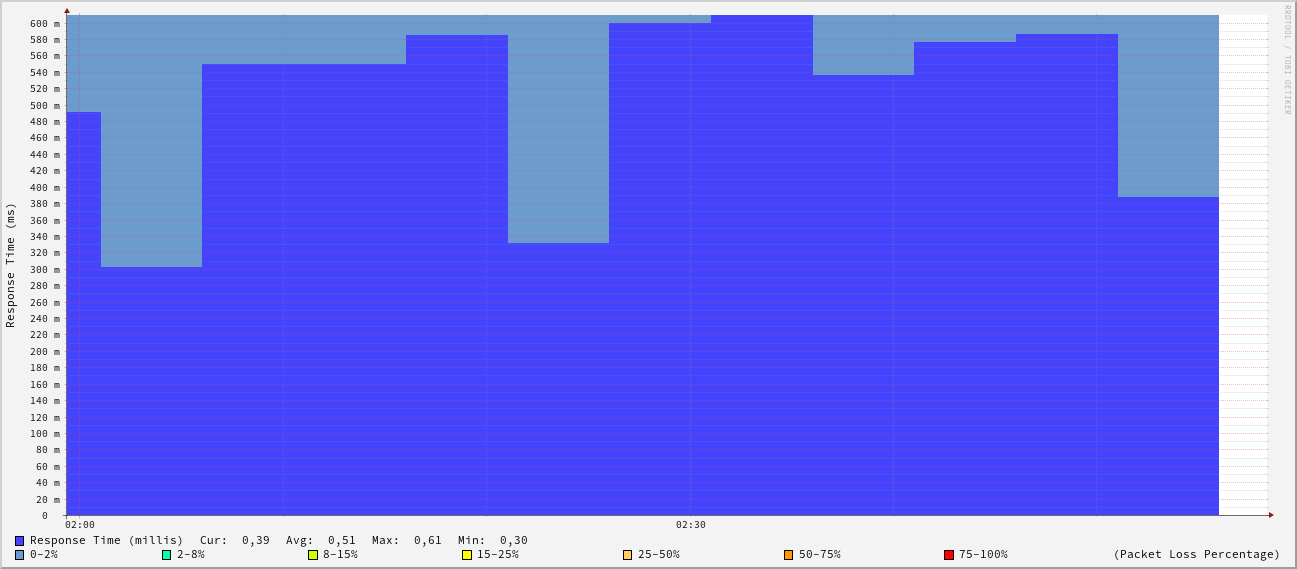 RRDTOOL / TOBI OETIKER
Response Time (ms)
600 m
580 m
560 m
540 m
520 m
500 m
480 m
460 m
440 m
420 m
400 m
380 m
360 m
340 m
320 m
300 m
280 m
260 m
240 m
220 m
200 m
180 m
160 m
140 m
120 m
100 m
80 m
60 m
40 m
20 m
0
02:00 02:30
Response Time (millis) Cur: 0,39 Avg: 0,51 Max: 0,61 Min: 0,30
0-2% 2-8% 8-15% 15-25% 25-50% 50-75% 75-100% (Packet Loss Percentage)